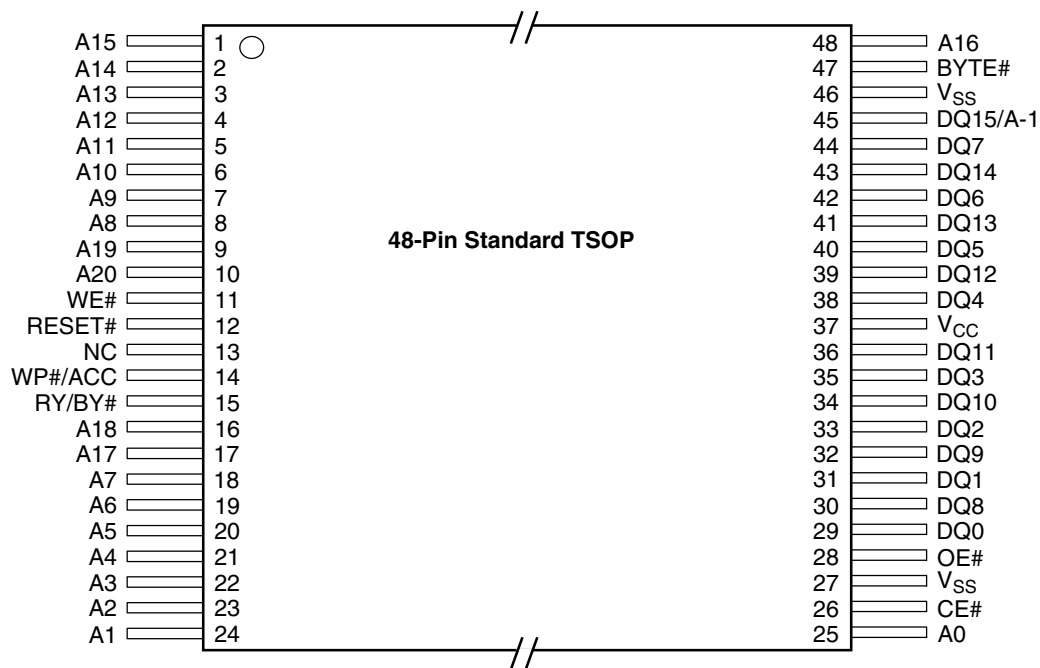 A15 1 48 A16
A14 2 47 BYTE#
A13 3 46 VSS
A12 4 45 DQ15/A-1
A11 5 44 DQ7
A10 6 43 DQ14
A9 7 42 DQ6
A8 8 41 DQ13
48-Pin Standard TSOP
A19 9 40 DQ5
A20 10 39 DQ12
WE# 11 38 DQ4
RESET# 12 37 VCC
NC 13 36 DQ11
WP#/ACC 14 35 DQ3
RY/BY# 15 34 DQ10
A18 16 33 DQ2
A17 17 32 DQ9
A7 18 31 DQ1
A6 19 30 DQ8
A5 20 29 DQ0
A4 21 28 OE#
A3 22 27 VSS
A2 23 26 CE#
A1 24 25 A0